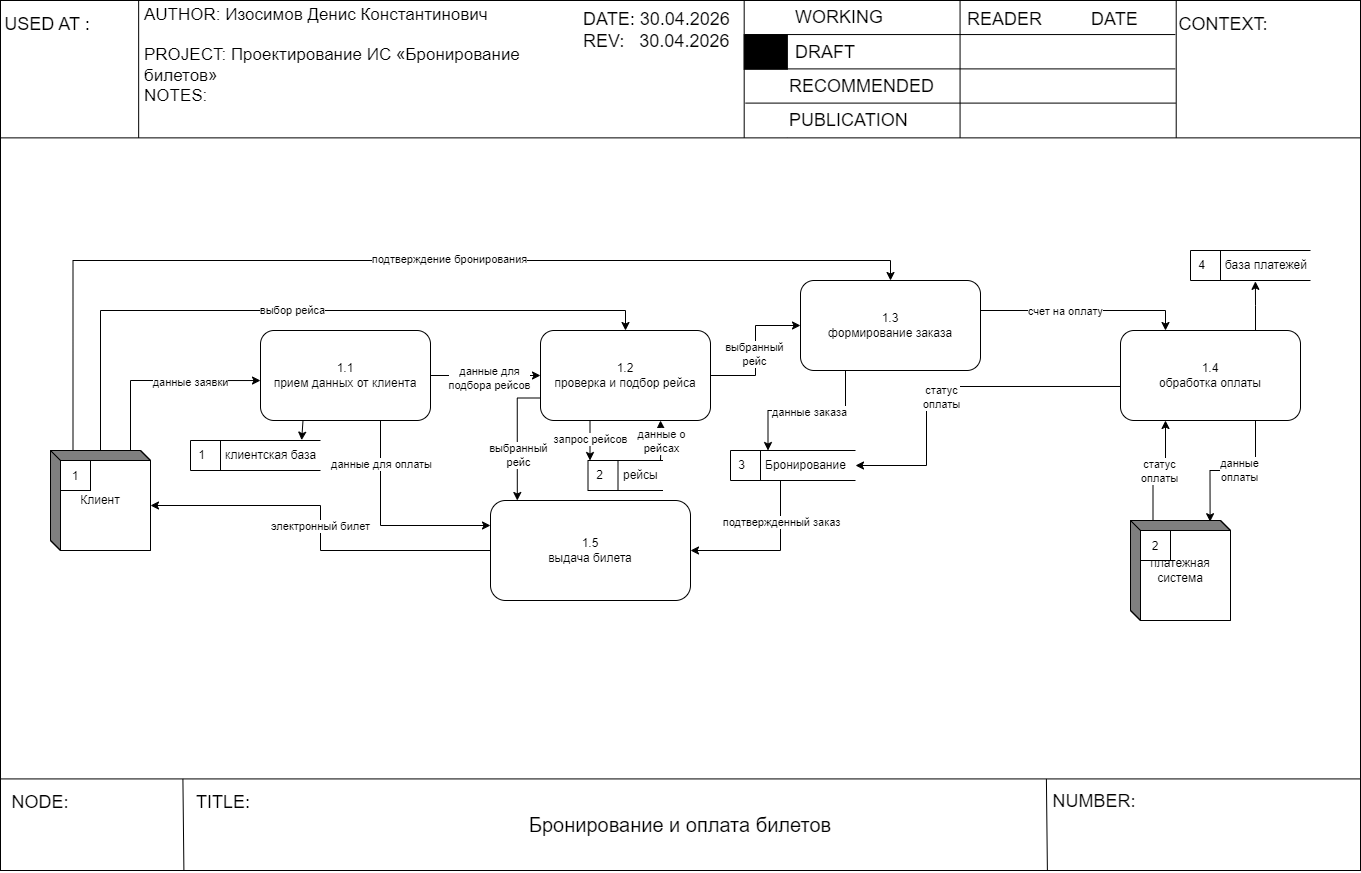 USED AT :
AUTHOR: Изосимов Денис Константинович
PROJECT: Проектирование ИС «Бронирование
билетов»
NOTES:
DATE: 30.04.2026
REV: 30.04.2026
WORKING
DRAFT
RECOMMENDED
PUBLICATION
READER DATE
CONTEXT:
подтверждение бронирования
4 база платежей
выбор рейса
1.3
формирование заказа
счет на оплату
1.1
прием данных от клиента
данные для
подбора рейсов
1.2
проверка и подбор рейса
выбранный
рейс
1.4
обработка оплаты
данные заявки
статус
оплаты
данные заказа
1 клиентская база
данные для оплаты
выбранный
рейс
запрос рейсов
данные о
рейсах
2 рейсы
3 Бронирование
статус
оплаты
данные
оплаты
1
Клиент
электронный билет
1.5
выдача билета
подтвержденный заказ
2
платежная
система
NODE:
TITLE:
Бронирование и оплата билетов
NUMBER: